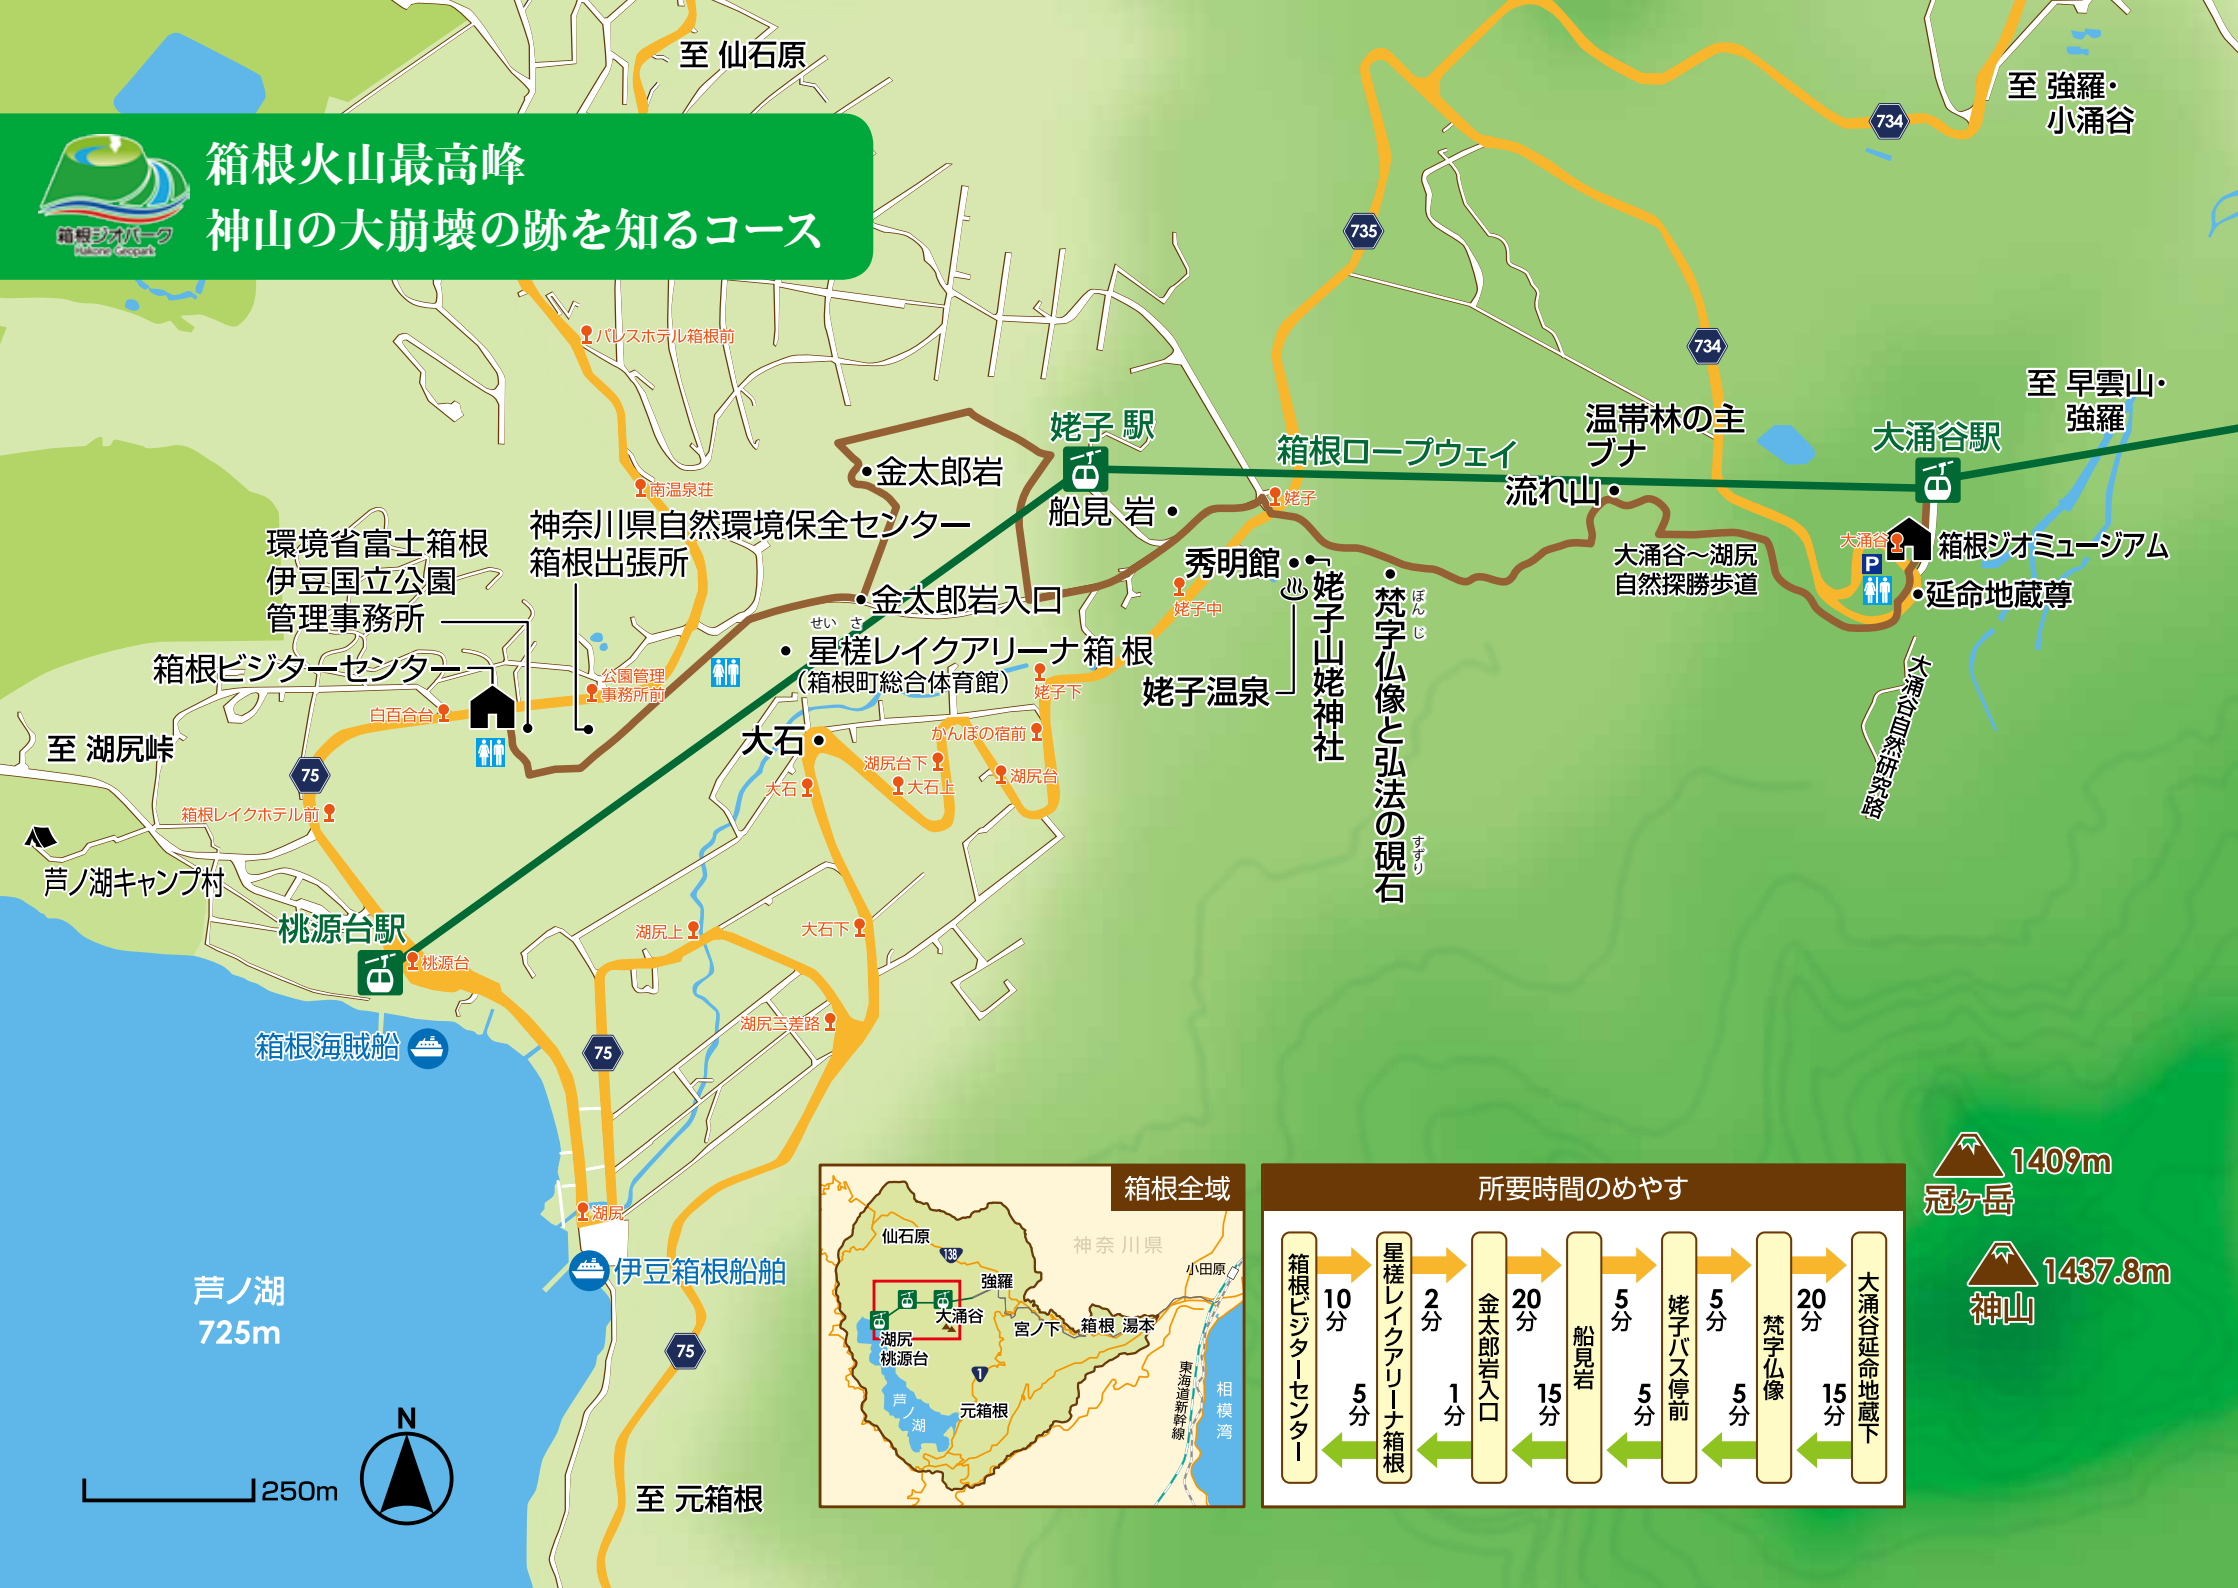 至 仙石原
箱根火山最高峰
神山の大崩壊の跡を知るコース
箱根ジオパーク
Hakone Geopark
至 強羅・
小涌谷
734
735
734
パレスホテル箱根前
至 早雲山・
強羅
温帯林の主
ブナ
姥子 駅
箱根ロープウェイ
大涌谷駅
金太郎岩
南温泉荘
流れ山
姥子
船見 岩
神奈川県自然環境保全センター
箱根出張所
環境省富士箱根
伊豆国立公園
管理事務所
大涌谷
箱根ジオミュージアム
P
秀明館
大涌谷～湖尻
自然探勝歩道
延命地蔵尊
金太郎岩入口
姥子中
姥子山姥神社
ぼん じ
梵字仏像と弘法の硯石
すずり
せい さ
星槎レイクアリーナ箱 根
（箱根町総合体育館）
箱根ビジターセンター
公園管理
事務所前
姥子下
姥子温泉
大涌谷自然研究路
白百合台
至 湖尻峠
大石
かんぽの宿前
湖尻台下
湖尻台
大石上
大石
75
箱根レイクホテル前
芦ノ湖キャンプ村
桃源台駅
桃源台
湖尻上
大石下
湖尻三差路
箱根海賊船
75
湖尻
伊豆箱根船舶
芦ノ湖
725m
75
至 元箱根
N
250m
箱根全域
仙石原
138
神奈 川県
小田原
強羅
大涌谷
宮ノ下
箱根 湯本
湖尻
桃源台
1
元箱根
芦ノ湖
東海道新幹線
相模湾
1409m
冠ヶ岳
1437.8m
神山
所要時間のめやす
箱根ビジターセンター
10分
5分
星槎レイクアリーナ箱根
2分
1分
金太郎岩入口
20分
15分
船見岩
5分
5分
姥子バス停前
5分
5分
梵字仏像
20分
15分
大涌谷延命地蔵下